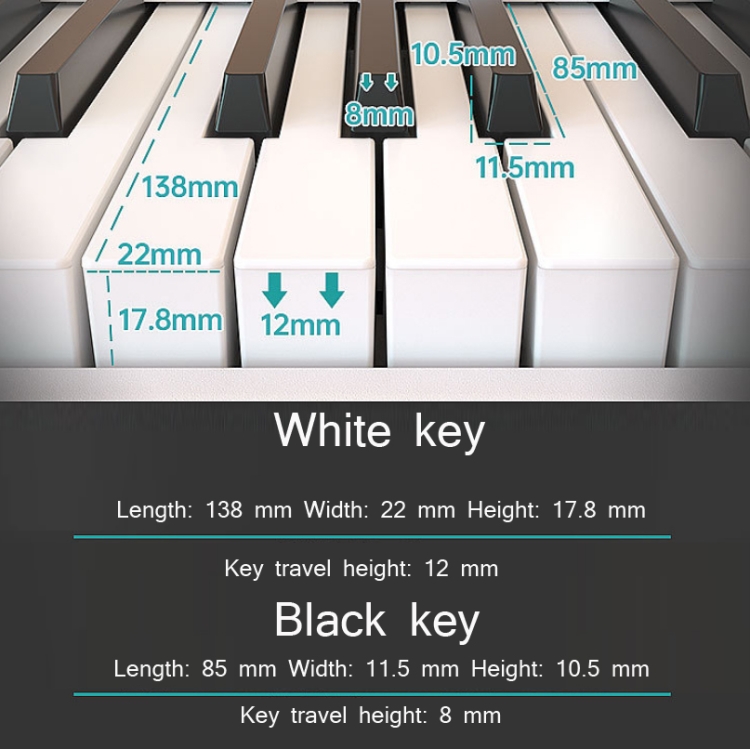 10.5mm
85mm
8mm
11.5mm
138mm
22mm
17.8mm
12mm
White key
Length: 138 mm Width: 22 mm Height: 17.8 mm
Key travel height: 12 mm
Black key
Length: 85 mm Width: 11.5 mm Height: 10.5 mm
Key travel height: 8 mm